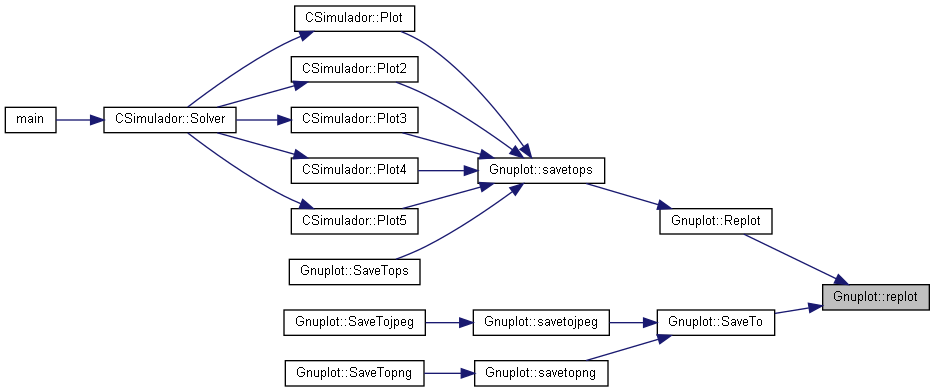 CSimulador::Plot
CSimulador::Plot2
main
CSimulador::Solver
CSimulador::Plot3
CSimulador::Plot4
Gnuplot::savetops
CSimulador::Plot5
Gnuplot::Replot
Gnuplot::SaveTops
Gnuplot::replot
Gnuplot::SaveTojpeg
Gnuplot::savetojpeg
Gnuplot::SaveTo
Gnuplot::SaveTopng
Gnuplot::savetopng